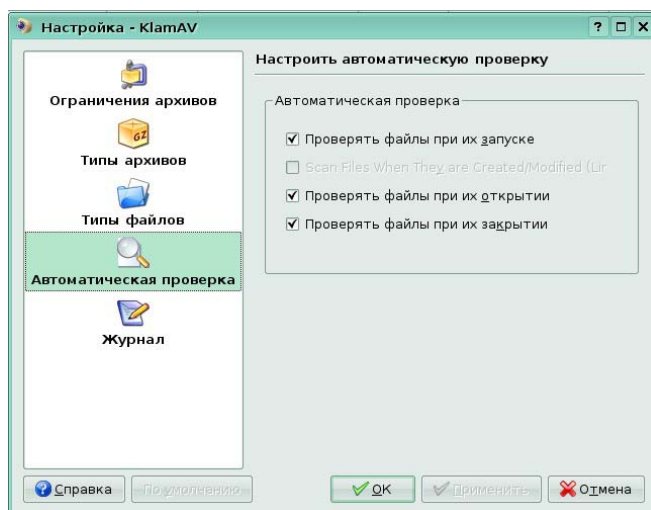 Настройка - KlamAV
Ограничения архивов
GZ
Типы архивов
Типы файлов
Автоматическая проверка
Журнал
Настроить автоматическую проверку
Автоматическая проверка
Проверять файлы при их запуске
Scan Files When They are Created/Modified (Lir
Проверять файлы при их открытии
Проверять файлы при их закрытии
Справка
По умолчанию
OK
Применить
Отмена